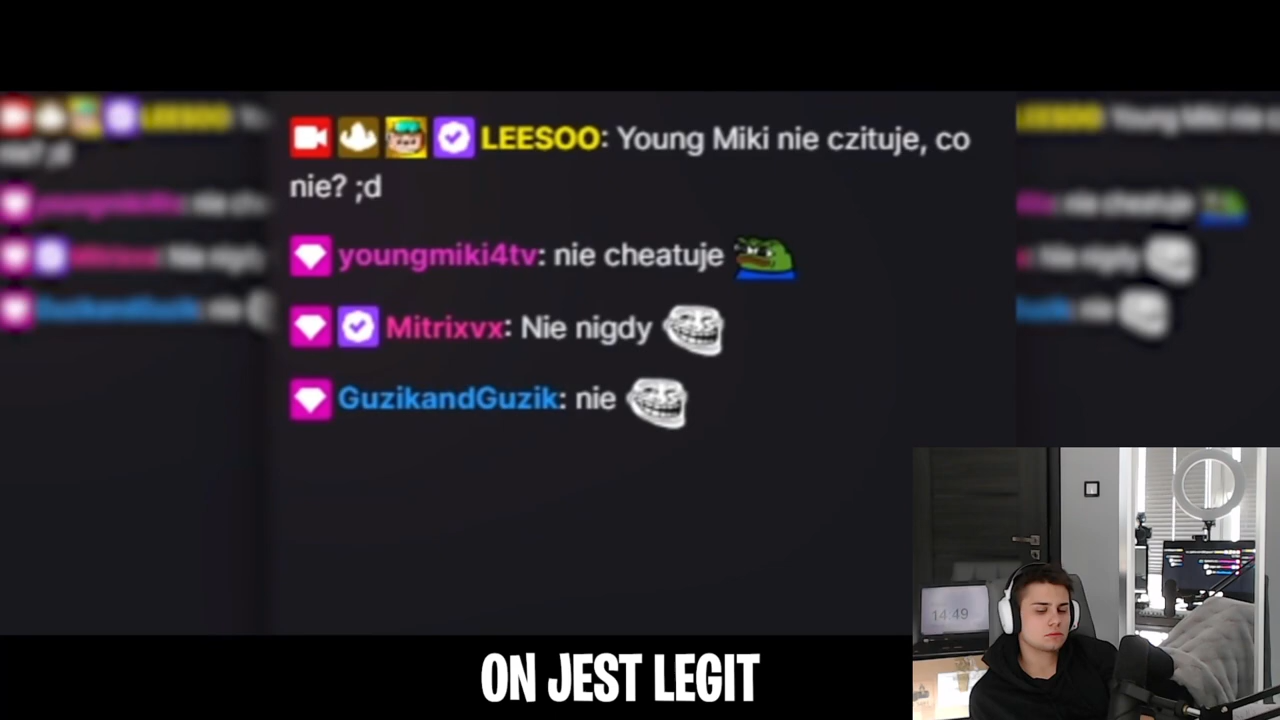 LEESOO: Young Miki nie czituje, co
nie? ;d
youngmiki4tv: nie cheatuje
Mitrixvx: Nie nigdy
GuzikandGuzik: nie
14:49
ON JEST LEGIT